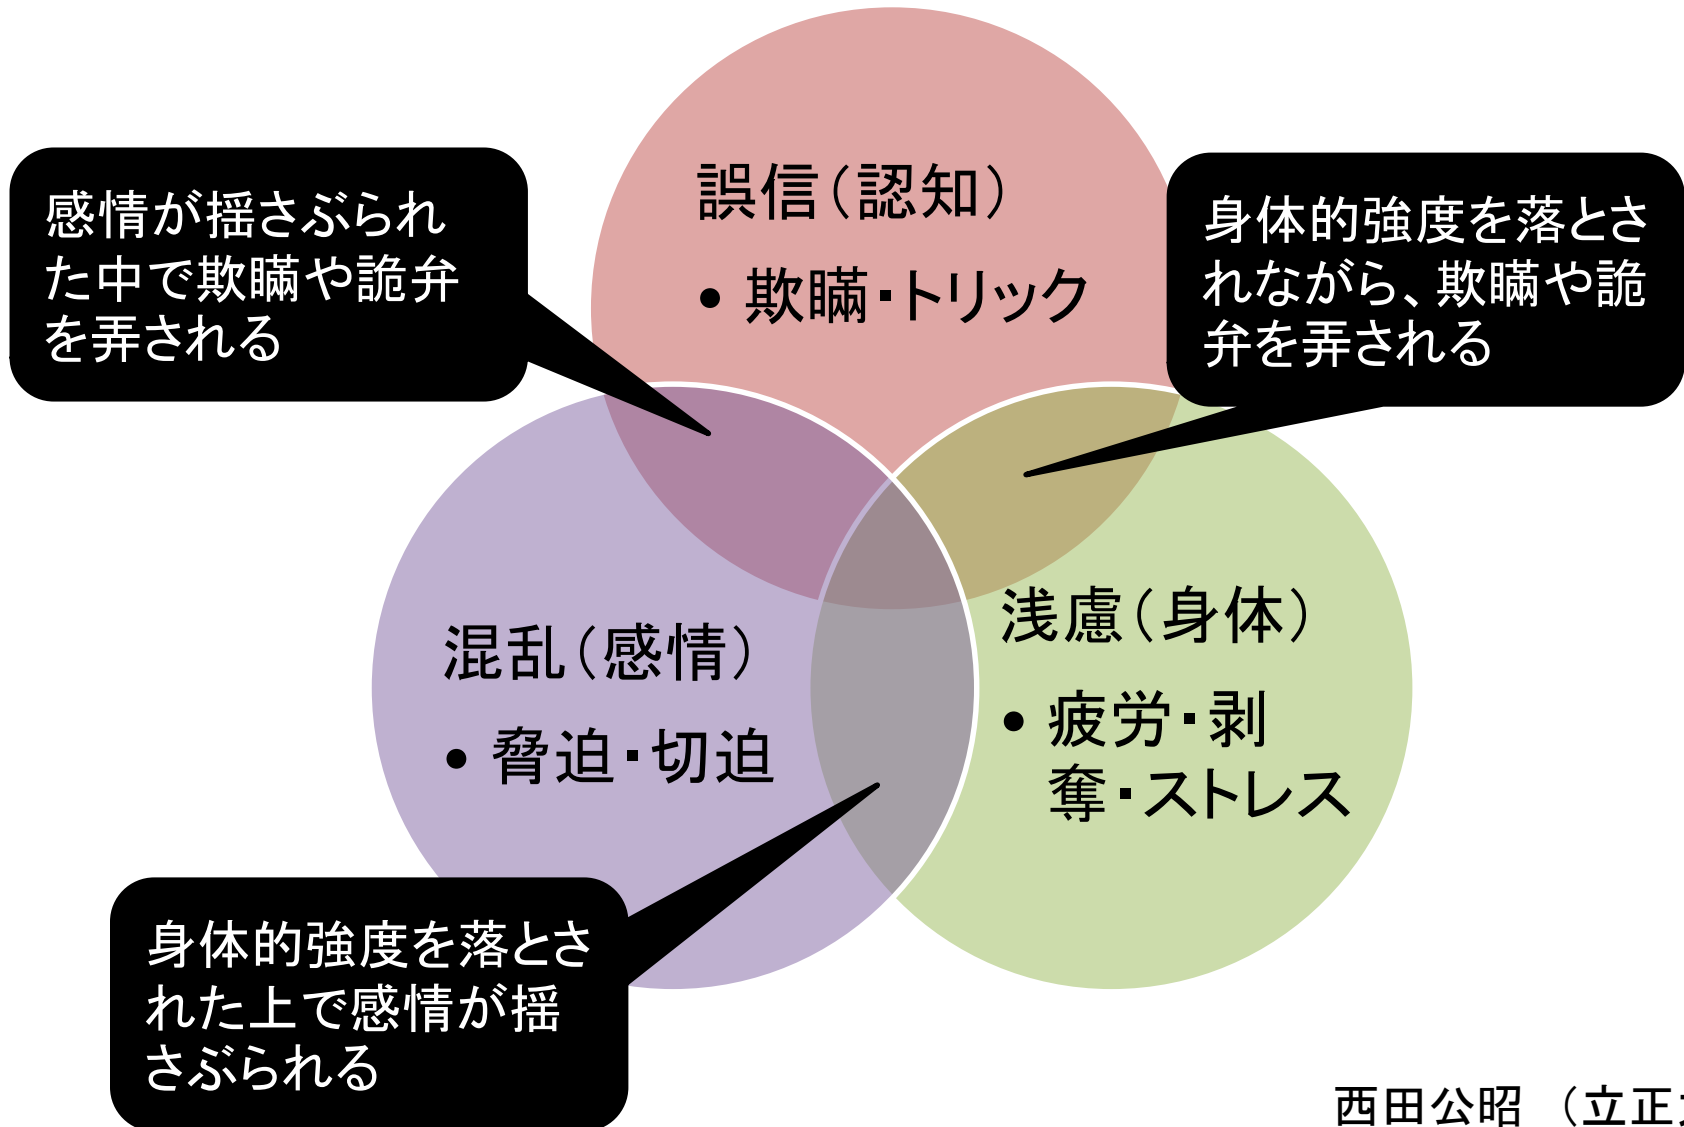 誤信（認知）
• 欺瞞・トリック
感情が揺さぶられ
た中で欺瞞や詭弁
を弄される
身体的強度を落とさ
れながら、欺瞞や詭
弁を弄される
混乱（感情）
• 脅迫・切迫
浅慮（身体）
• 疲労・剥
奪・ストレス
身体的強度を落とさ
れた上で感情が揺
さぶられる
西田公昭 （立正